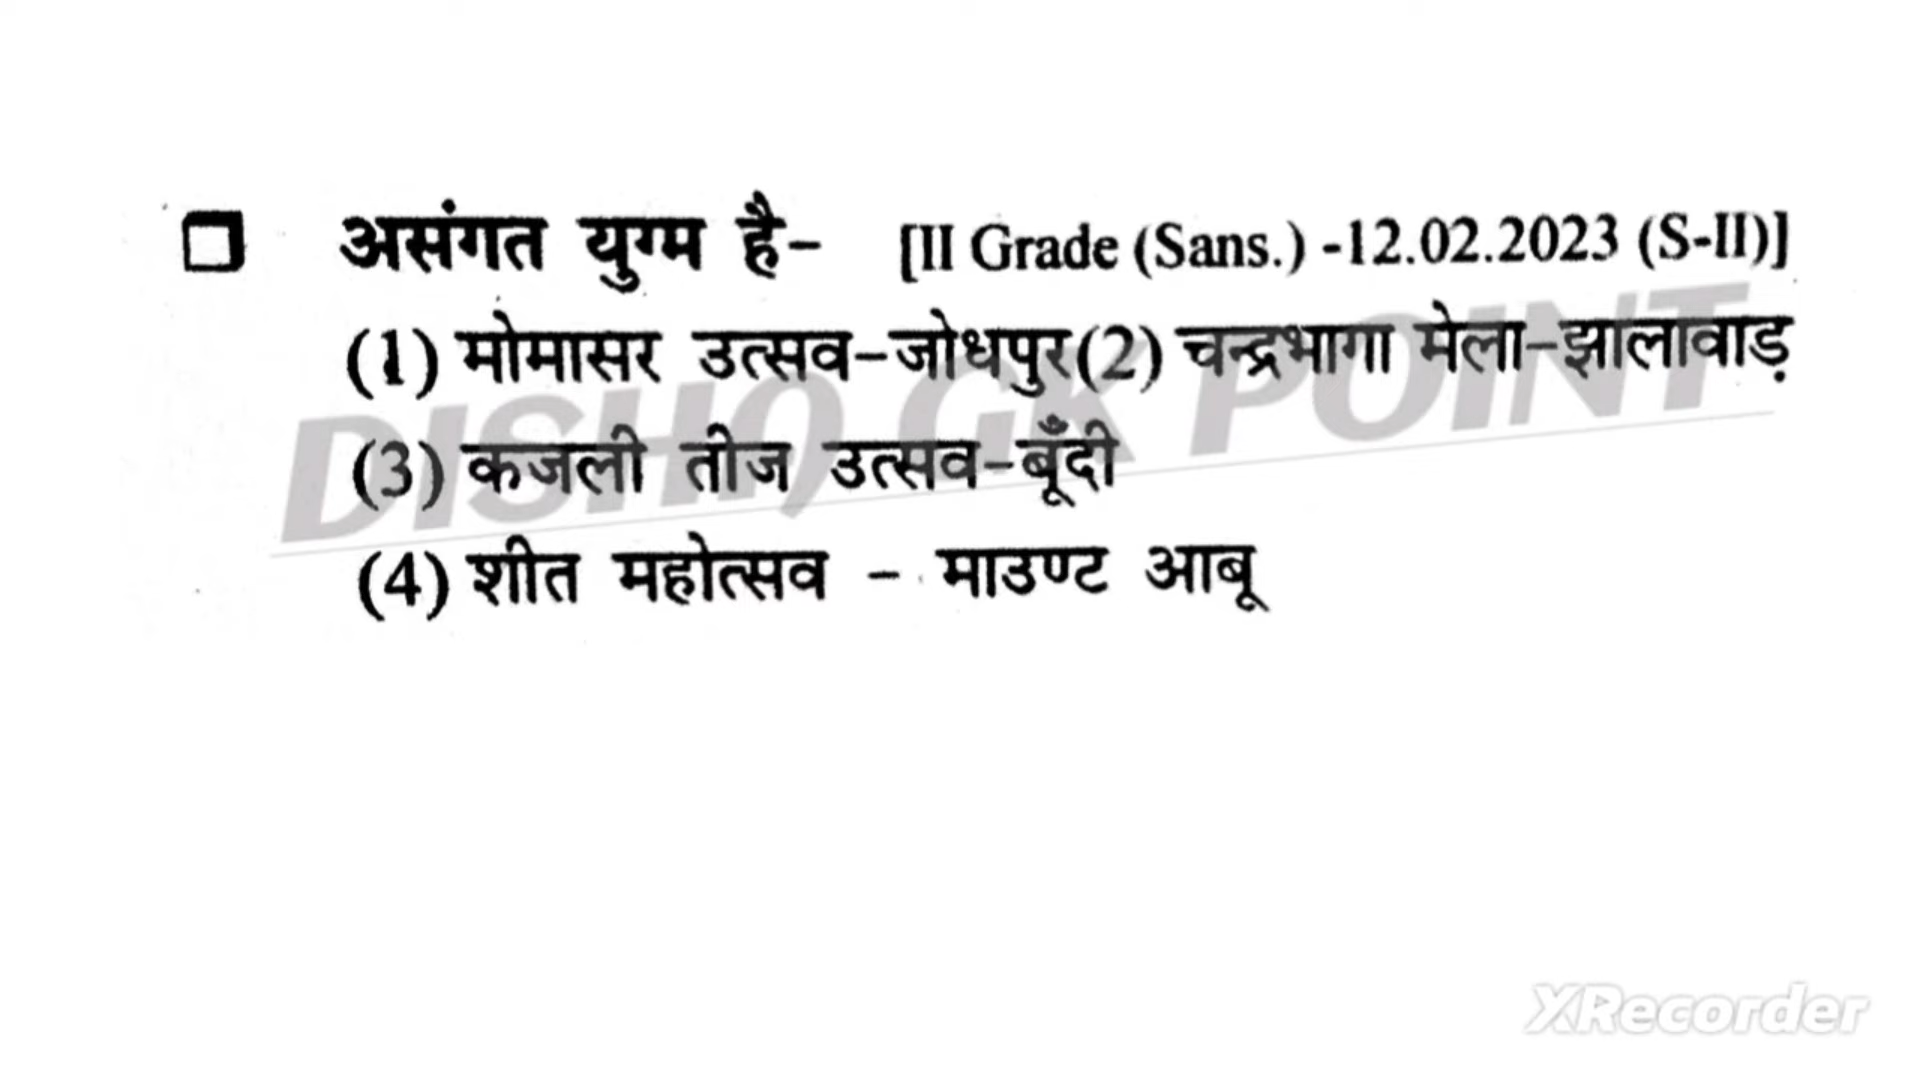 असंगत युग्म है- [II Grade (Sans.) -12.02.2023 (S-II)]
(1) मोमासर उत्सव-जोधपुर(2) चन्द्रभागा मेला-झालावाड़
(3) कजली तीज उत्सव-बूँदी
(4) शीत महोत्सव - माउण्ट आबू
GK POINT
XRecorder